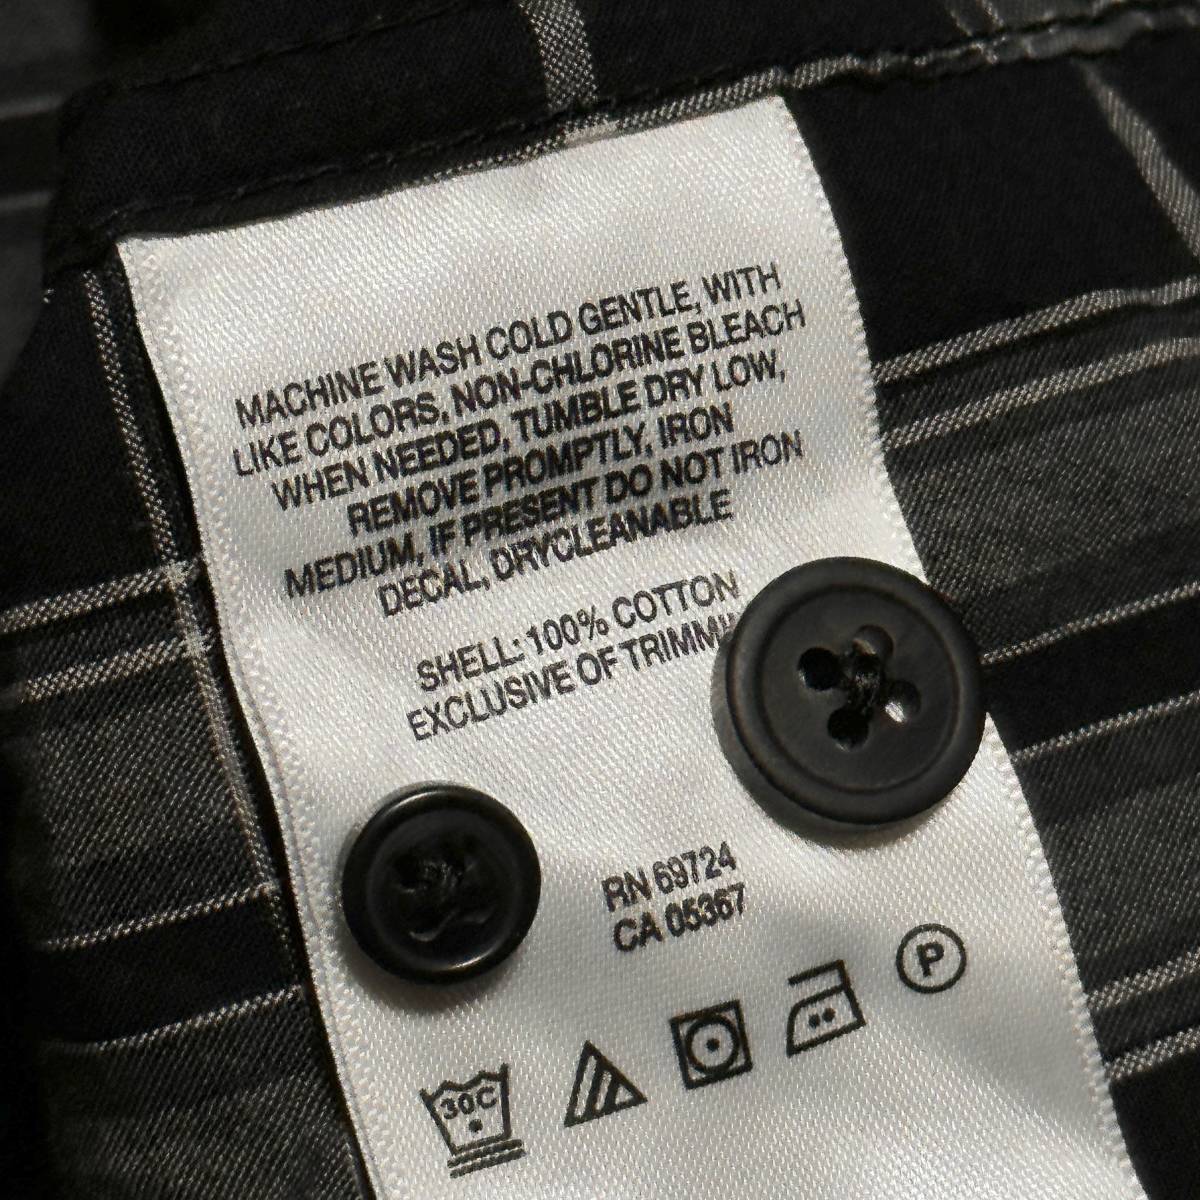 MACHINE WASH COLD GENTLE, WITH
LIKE COLORS, NON-CHLORINE BLEACH
WHEN NEEDED, TUMBLE DRY LOW,
REMOVE PROMPTLY, IRON
MEDIUM, IF PRESENT DO NOT IRON
DECAL, DRYCLEANABLE
SHELL: 100% COTTON
EXCLUSIVE OF
RN 69724
CA 05367
30C
P